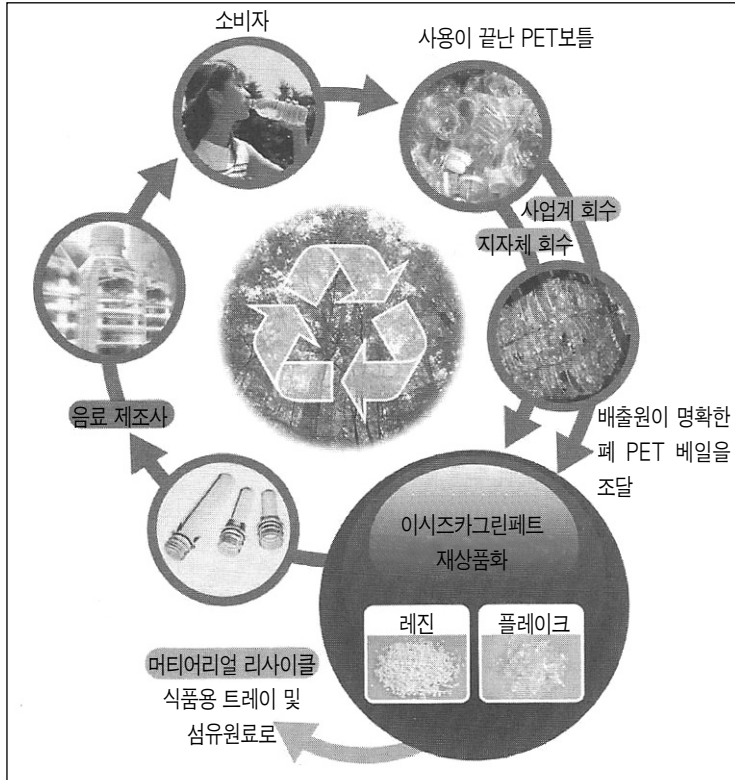 소비자
사용이 끝난 PET보틀
사업계 회수
지자체 회수
배출원이 명확한
폐 PET 베일을
조달
음료 제조사
이시즈카그린페트
재상품화
레진
플레이크
머티어리얼 리사이클
식품용 트레이 및
섬유원료로